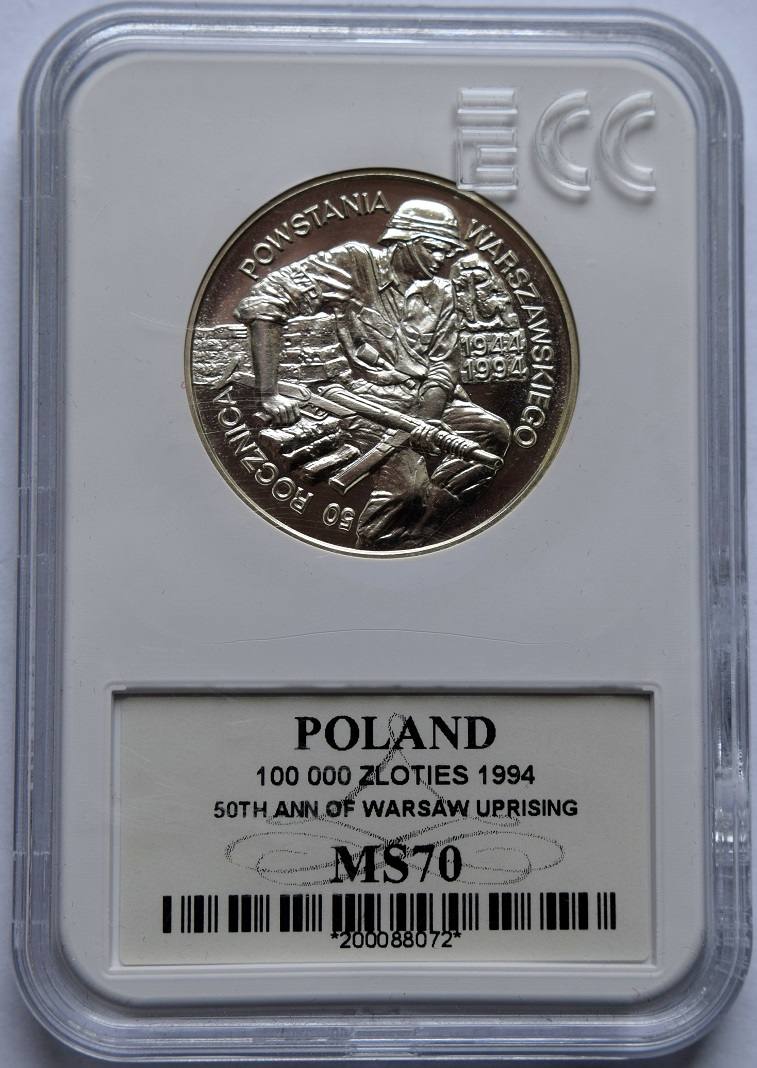 ECC
50 ROCZNICA POWSTANIA WARSZAWSKIEGO
1944
1994
POLAND
100 000 ZLOTIES 1994
50TH ANN OF WARSAW UPRISING
MS70
*200088072*